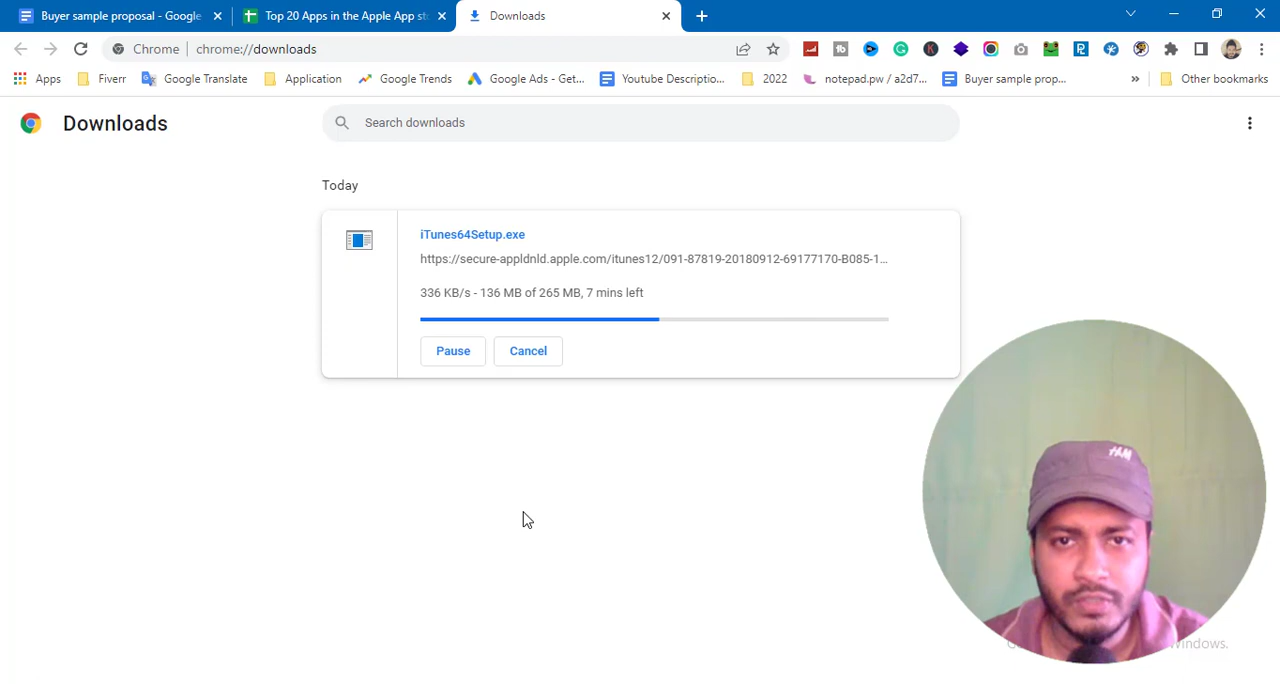 Buyer sample proposal - Google
Top 20 Apps in the Apple App sto
Downloads
Chrome
chrome://downloads
Apps
Fiverr
Google Translate
Application
Google Trends
Google Ads - Get...
Youtube Descriptio...
2022
notepad.pw / a2d7...
Buyer sample prop...
»
Other bookmarks
Downloads
Search downloads
Today
iTunes64Setup.exe
https://secure-appldnld.apple.com/itunes12/091-87819-20180912-69177170-B085-1...
336 KB/s - 136 MB of 265 MB, 7 mins left
Pause
Cancel
H&M
Windows.